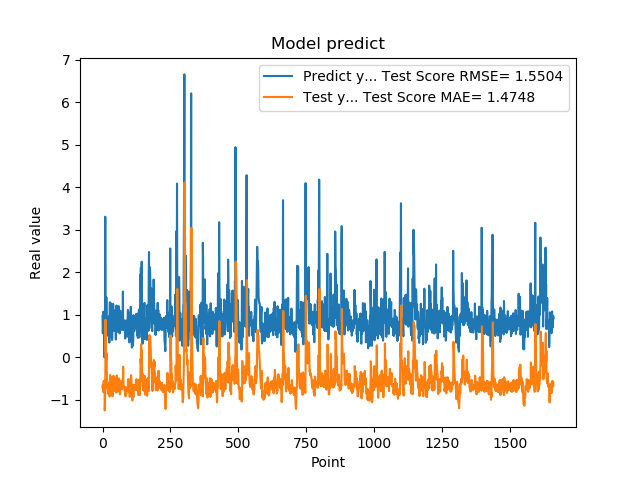 Model predict
Predict y... Test Score RMSE= 1.5504
Test y... Test Score MAE= 1.4748
Real value
7
6
5
4
3
2
1
0
−1
0 250 500 750 1000 1250 1500
Point